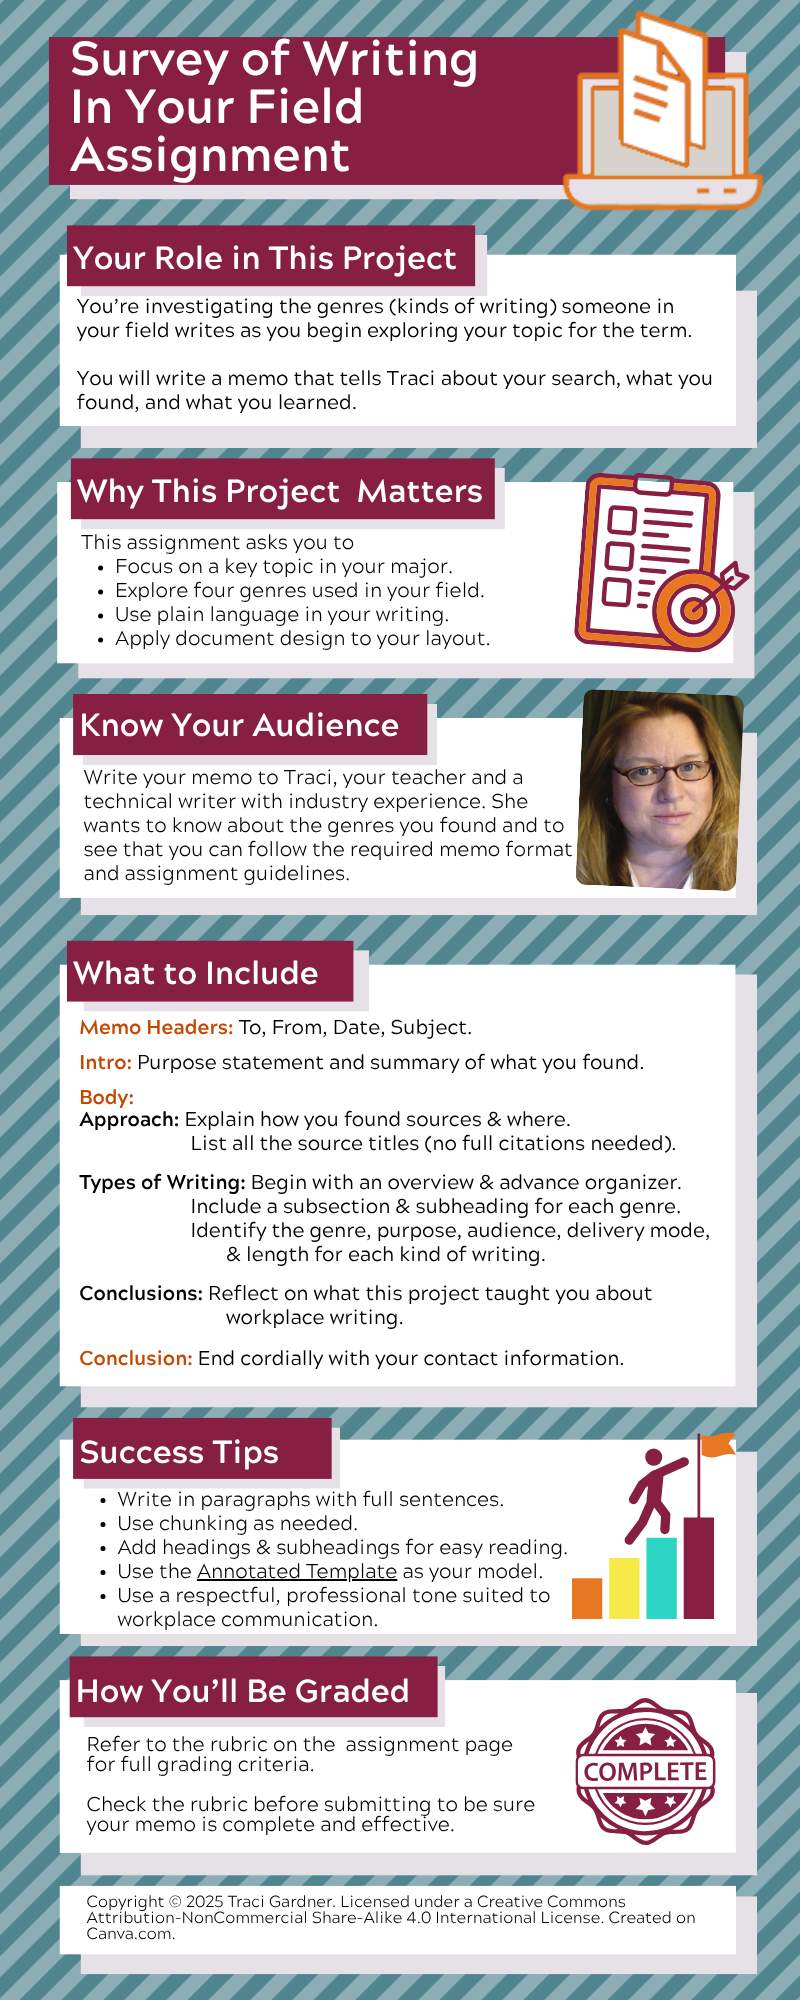 Survey of Writing
In Your Field
Assignment
Your Role in This Project
You're investigating the genres (kinds of writing) someone in
your field writes as you begin exploring your topic for the term.
You will write a memo that tells Traci about your search, what you
found, and what you learned.
Why This Project Matters
This assignment asks you to
• Focus on a key topic in your major.
• Explore four genres used in your field.
• Use plain language in your writing.
• Apply document design to your layout.
Know Your Audience
Write your memo to Traci, your teacher and a
technical writer with industry experience. She
wants to know about the genres you found and to
see that you can follow the required memo format
and assignment guidelines.
What to Include
Memo Headers: To, From, Date, Subject.
Intro: Purpose statement and summary of what you found.
Body:
Approach: Explain how you found sources & where.
List all the source titles (no full citations needed).
Types of Writing: Begin with an overview & advance organizer.
Include a subsection & subheading for each genre.
Identify the genre, purpose, audience, delivery mode,
& length for each kind of writing.
Conclusions: Reflect on what this project taught you about
workplace writing.
Conclusion: End cordially with your contact information.
Success Tips
• Write in paragraphs with full sentences.
• Use chunking as needed.
• Add headings & subheadings for easy reading.
• Use the Annotated Template as your model.
• Use a respectful, professional tone suited to
workplace communication.
How You'll Be Graded
Refer to the rubric on the assignment page
for full grading criteria.
Check the rubric before submitting to be sure
your memo is complete and effective.
COMPLETE
Copyright © 2025 Traci Gardner. Licensed under a Creative Commons
Attribution-NonCommercial Share-Alike 4.0 International License. Created on
Canva.com.